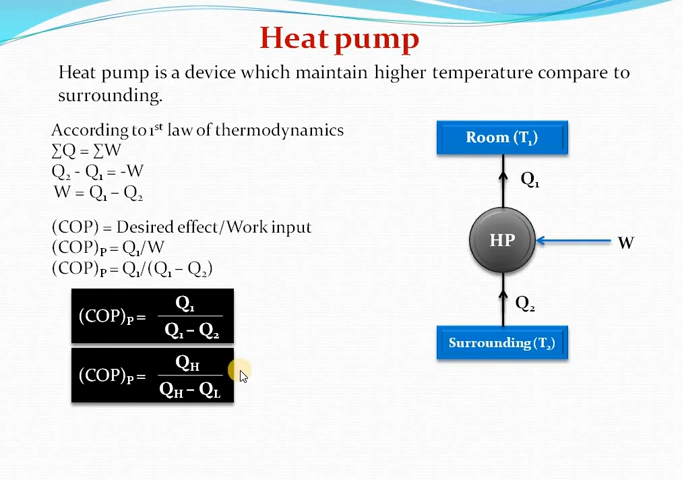 Heat pump
Heat pump is a device which maintain higher temperature compare to
surrounding.
According to 1st law of thermodynamics
ΣQ = ΣW
Q₂ - Q₁ = -W
W = Q₁ – Q₂
(COP) = Desired effect/Work input
(COP)ₚ = Q₁/W
(COP)ₚ = Q₁/(Q₁ – Q₂)
(COP)ₚ = Q₁ / Q₁ – Q₂
(COP)ₚ = Q_H / Q_H – Q_L
Room (T₁)
Q₁
HP
W
Q₂
Surrounding (T₂)